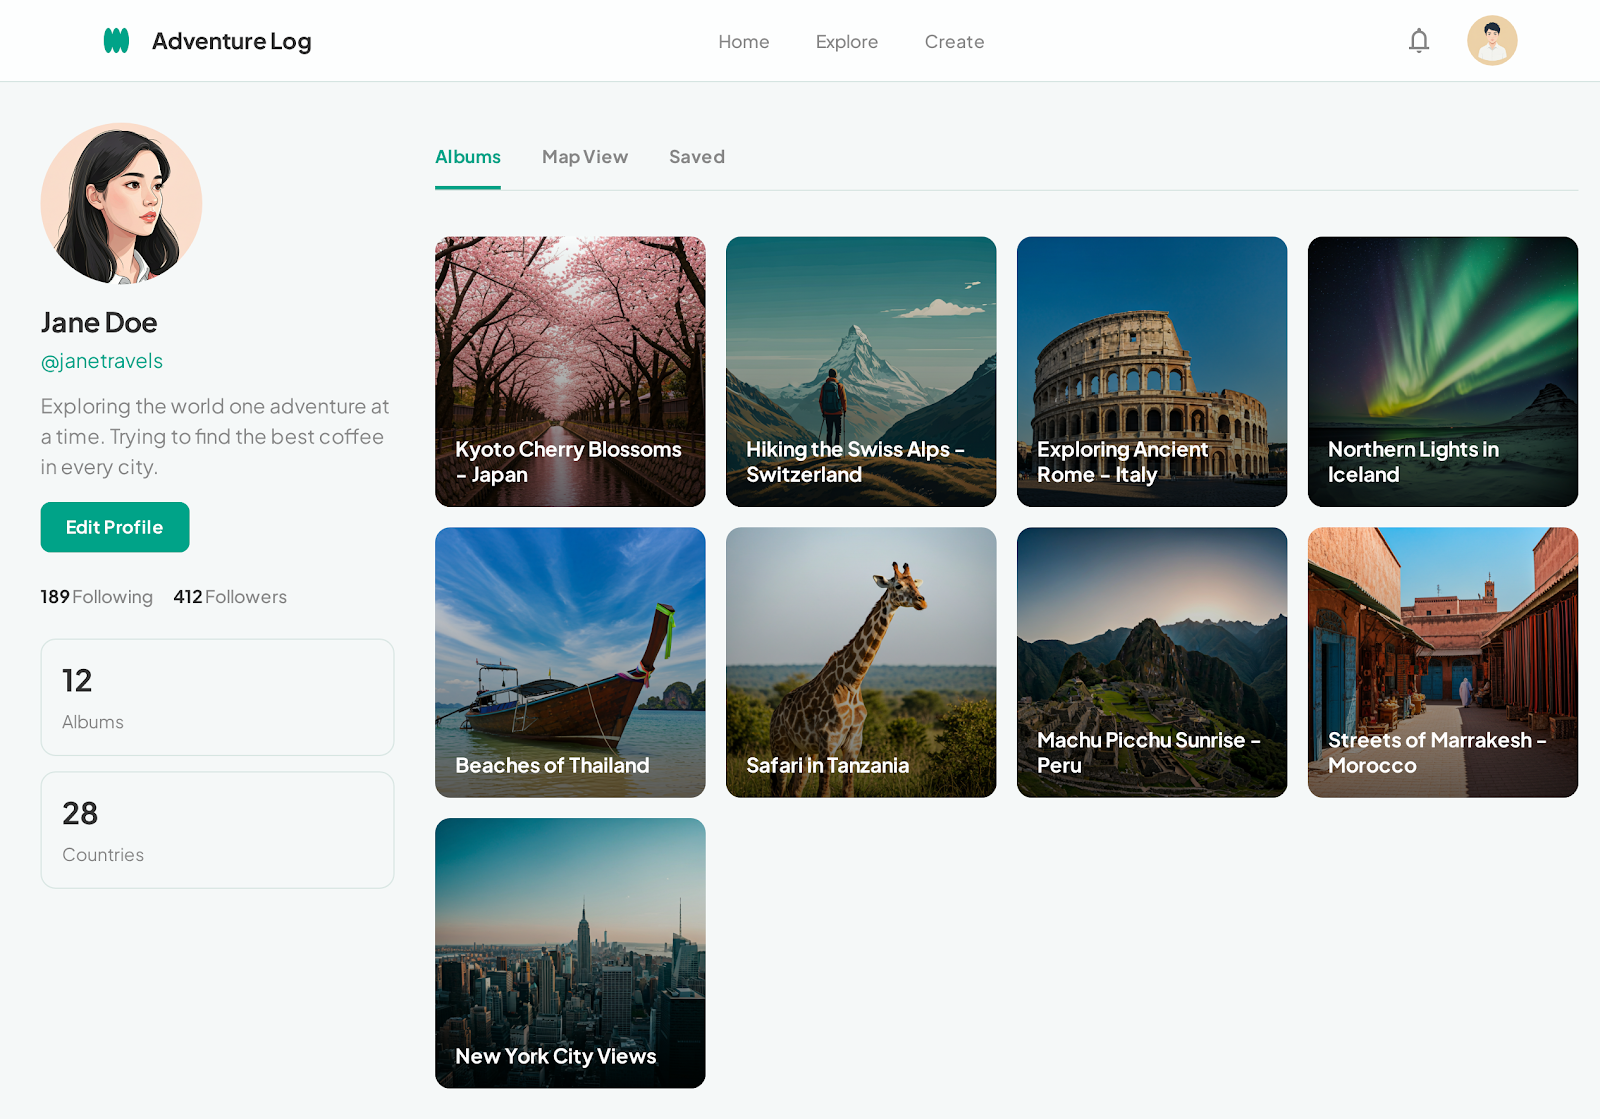 Adventure Log
Home
Explore
Create
Jane Doe
@janetravels
Exploring the world one adventure at
a time. Trying to find the best coffee
in every city.
Edit Profile
189 Following
412 Followers
12
Albums
28
Countries
Albums
Map View
Saved
Kyoto Cherry Blossoms
– Japan
Hiking the Swiss Alps –
Switzerland
Exploring Ancient
Rome – Italy
Northern Lights in
Iceland
Beaches of Thailand
Safari in Tanzania
Machu Picchu Sunrise –
Peru
Streets of Marrakesh –
Morocco
New York City Views